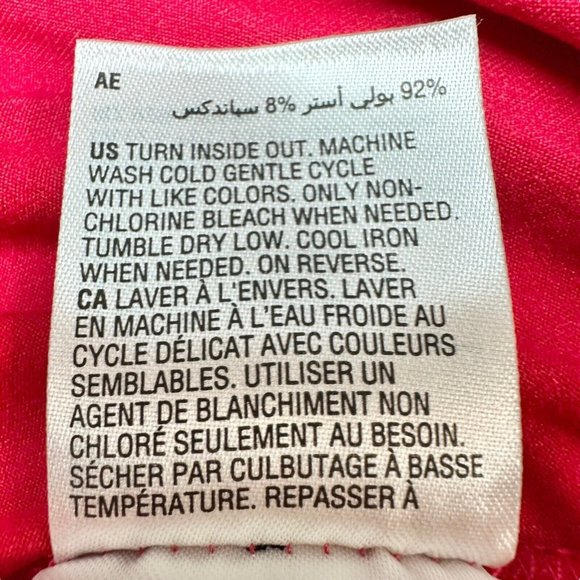 AE
92% بولي أستر 8% سباندكس
US TURN INSIDE OUT. MACHINE
WASH COLD GENTLE CYCLE
WITH LIKE COLORS. ONLY NON-
CHLORINE BLEACH WHEN NEEDED.
TUMBLE DRY LOW. COOL IRON
WHEN NEEDED. ON REVERSE.
CA LAVER À L'ENVERS. LAVER
EN MACHINE À L'EAU FROIDE AU
CYCLE DÉLICAT AVEC COULEURS
SEMBLABLES. UTILISER UN
AGENT DE BLANCHIMENT NON
CHLORÉ SEULEMENT AU BESOIN.
SÉCHER PAR CULBUTAGE À BASSE
TEMPÉRATURE. REPASSER À